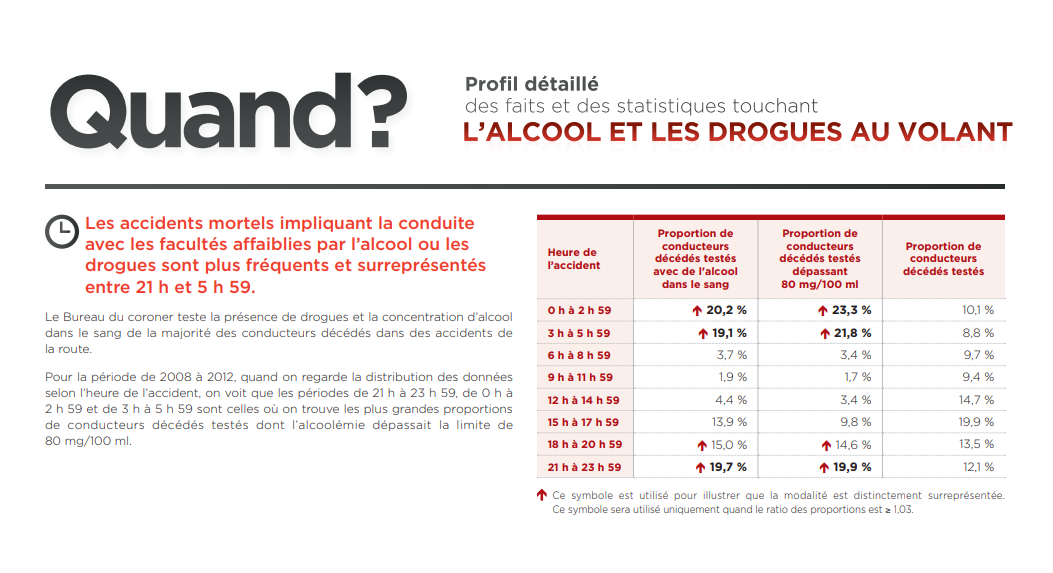 Quand?
Profil détaillé
des faits et des statistiques touchant
L'ALCOOL ET LES DROGUES AU VOLANT
Les accidents mortels impliquant la conduite
avec les facultés affaiblies par l'alcool ou les
drogues sont plus fréquents et surreprésentés
entre 21 h et 5 h 59.
Le Bureau du coroner teste la présence de drogues et la concentration d'alcool
dans le sang de la majorité des conducteurs décédés dans des accidents de
la route.
Pour la période de 2008 à 2012, quand on regarde la distribution des données
selon l'heure de l'accident, on voit que les périodes de 21 h à 23 h 59, de 0 h à
2 h 59 et de 3 h à 5 h 59 sont celles où on trouve les plus grandes proportions
de conducteurs décédés testés dont l'alcoolémie dépassait la limite de
80 mg/100 ml.
Heure de
l'accident
Proportion de
conducteurs
décédés testés
avec de l'alcool
dans le sang
Proportion de
conducteurs
décédés testés
dépassant
80 mg/100 ml
Proportion de
conducteurs
décédés testés
0 h à 2 h 59 20,2 % 23,3 % 10,1 %
3 h à 5 h 59 19,1 % 21,8 % 8,8 %
6 h à 8 h 59 3,7 % 3,4 % 9,7 %
9 h à 11 h 59 1,9 % 1,7 % 9,4 %
12 h à 14 h 59 4,4 % 3,4 % 14,7 %
15 h à 17 h 59 13,9 % 9,8 % 19,9 %
18 h à 20 h 59 15,0 % 14,6 % 13,5 %
21 h à 23 h 59 19,7 % 19,9 % 12,1 %
Ce symbole est utilisé pour illustrer que la modalité est distinctement surreprésentée.
Ce symbole sera utilisé uniquement quand le ratio des proportions est ≥ 1,03.